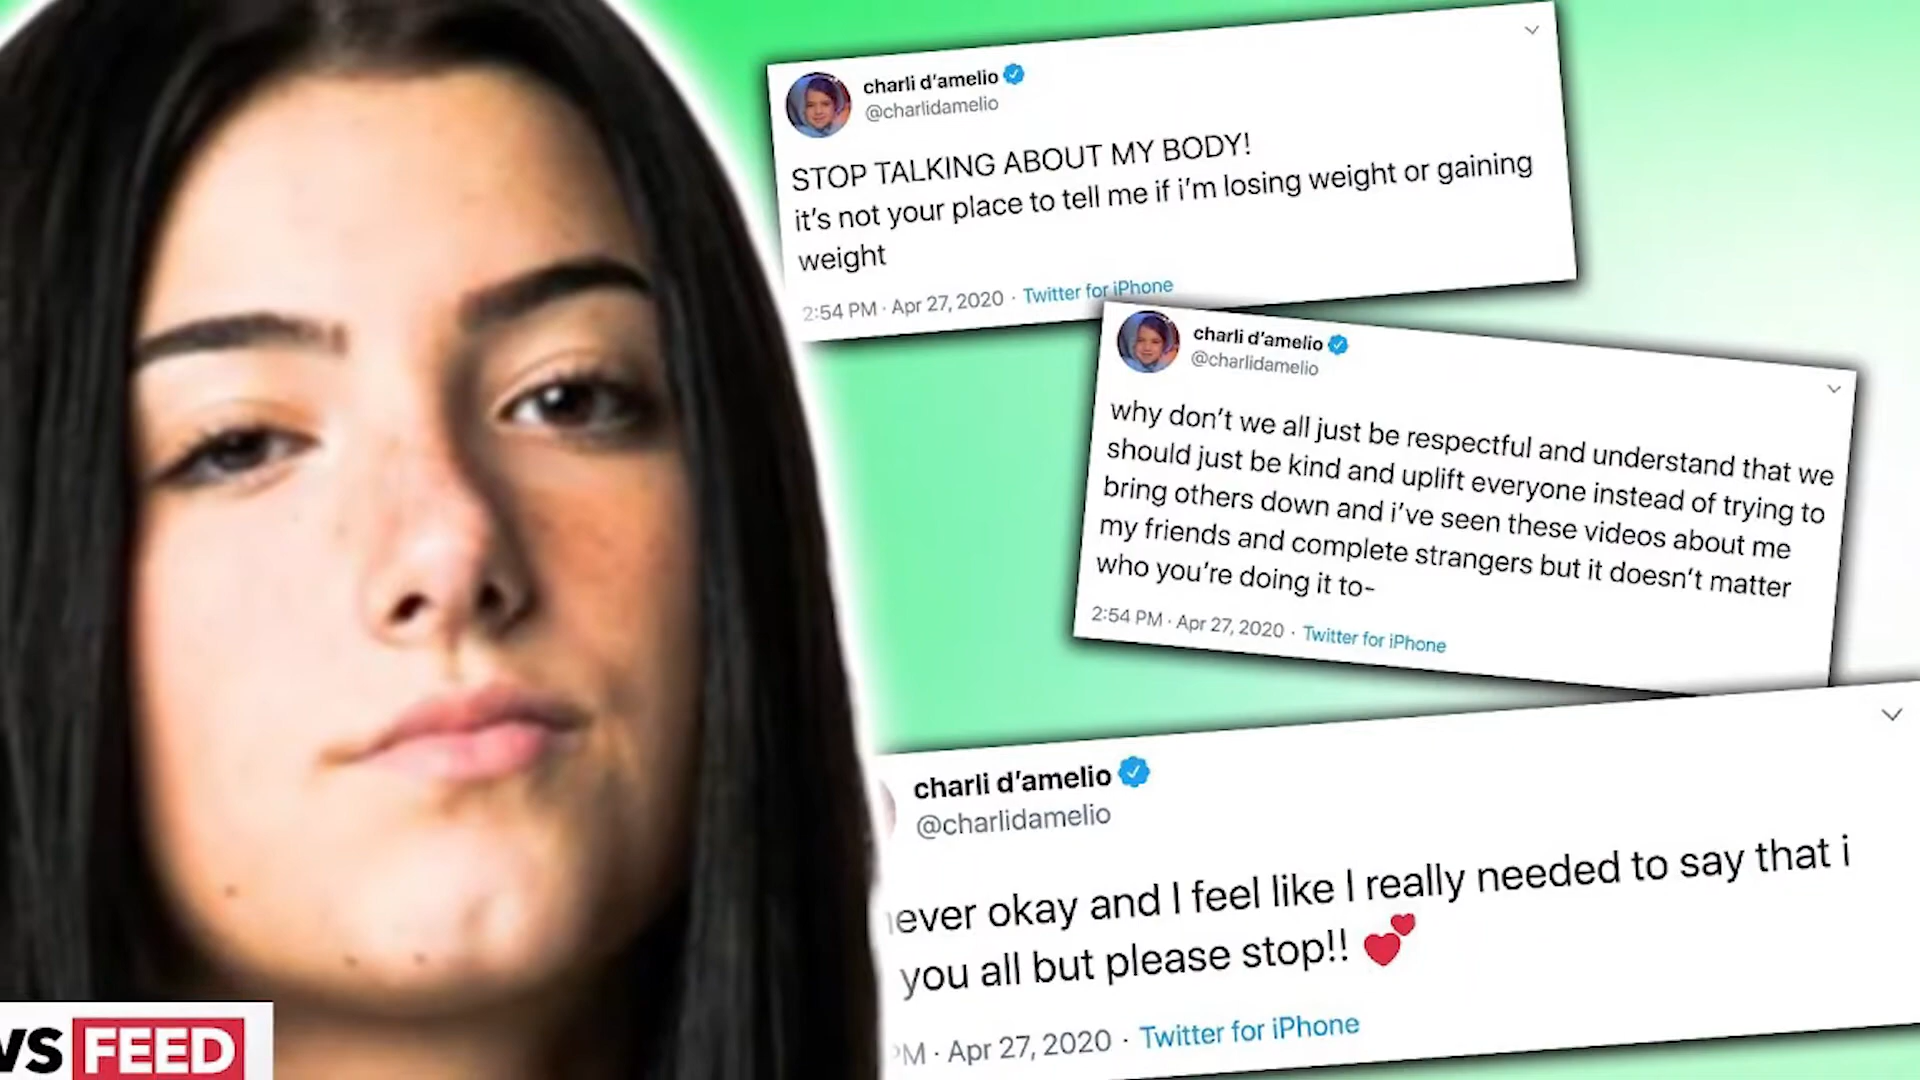 charli d'amelio
@charlidamelio
STOP TALKING ABOUT MY BODY!
it's not your place to tell me if i'm losing weight or gaining
weight
2:54 PM · Apr 27, 2020 · Twitter for iPhone
charli d'amelio
@charlidamelio
why don't we all just be respectful and understand that we
should just be kind and uplift everyone instead of trying to
bring others down and i've seen these videos about me
my friends and complete strangers but it doesn't matter
who you're doing it to-
2:54 PM · Apr 27, 2020 · Twitter for iPhone
charli d'amelio
@charlidamelio
ever okay and I feel like I really needed to say that i
you all but please stop!! 💕
PM · Apr 27, 2020 · Twitter for iPhone
WS FEED